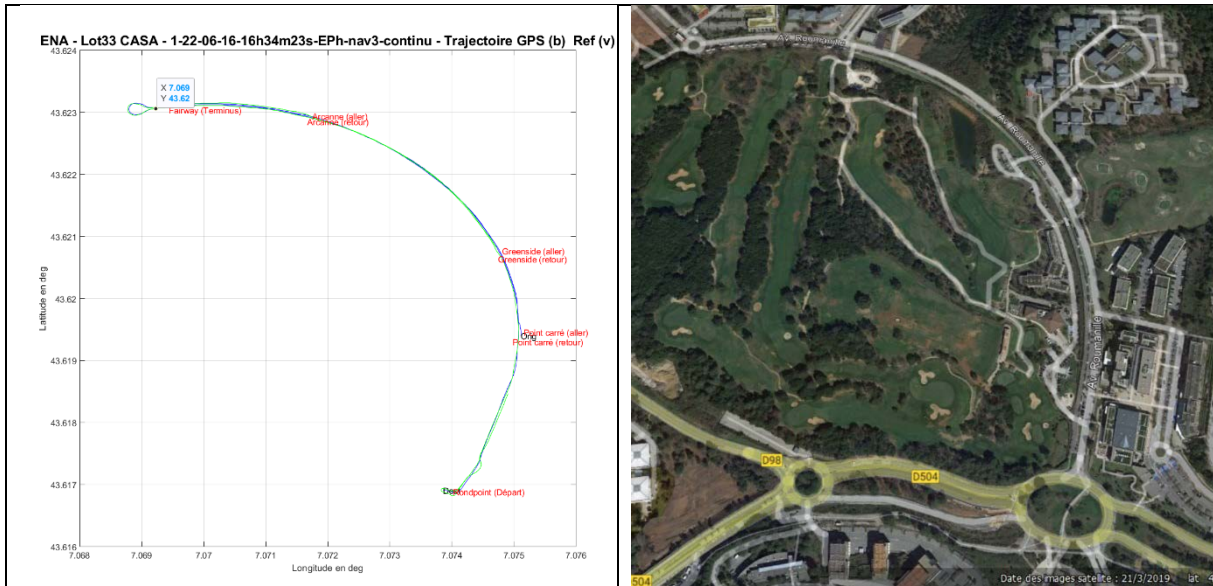 ENA - Lot33 CASA - 1-22-06-16-16h34m23s-EPh-nav3-continu - Trajectoire GPS (b) Ref (v)
43.624
43.623
43.622
43.621
43.62
43.619
43.618
43.617
43.616
Latitude en deg
X 7.069
Y 43.62
Fairway (Terminus)
Arcanne (aller)
Arcanne (retour)
Greenside (aller)
Greenside (retour)
Point carré (aller)
Orig
Point carré (retour)
Rondpoint (Départ)
7.068 7.069 7.07 7.071 7.072 7.073 7.074 7.075 7.076
Longitude en deg
Av. Roumanille
Av. Roumanille
Av. Roumanille
D98
D504
504
Date des images satellite : 21/3/2019 lat